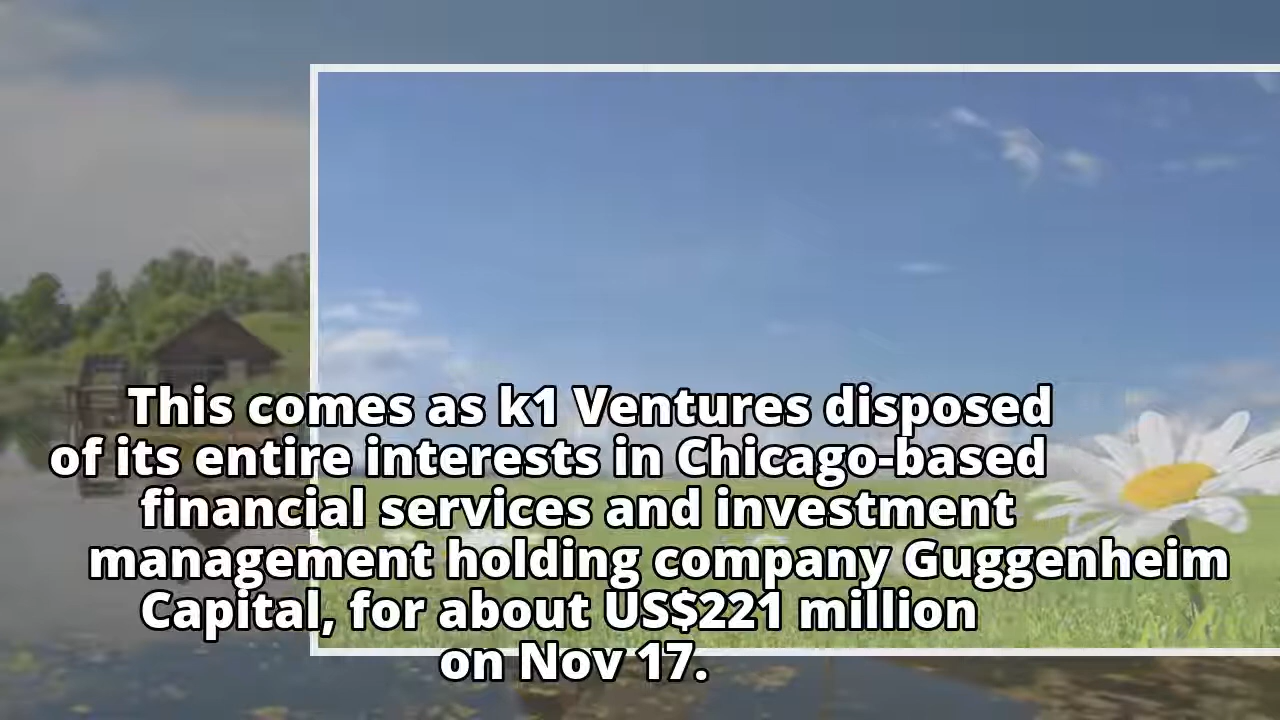 This comes as k1 Ventures disposed
of its entire interests in Chicago-based
financial services and investment
management holding company Guggenheim
Capital, for about US$221 million
on Nov 17.